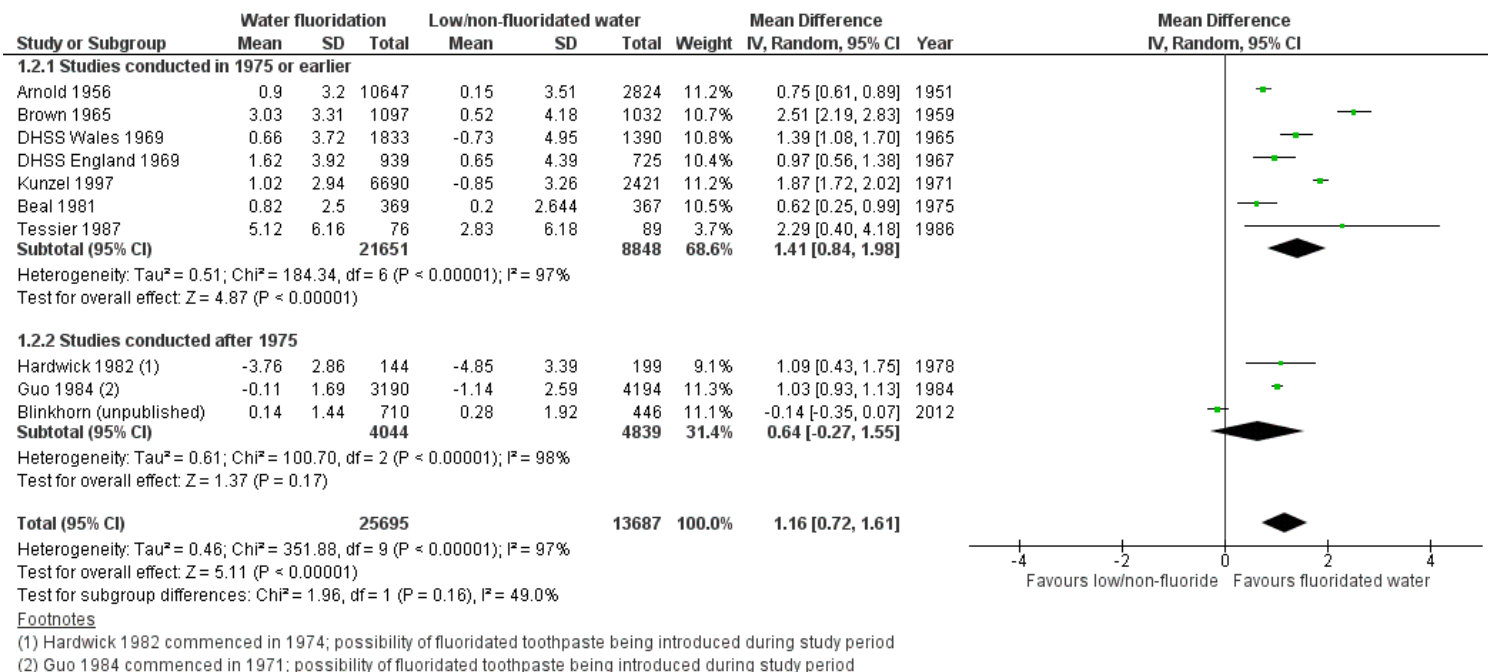 Water fluoridation Low/non-fluoridated water Mean Difference Mean Difference
Study or Subgroup Mean SD Total Mean SD Total Weight IV, Random, 95% CI Year IV, Random, 95% CI
1.2.1 Studies conducted in 1975 or earlier
Arnold 1956 0.9 3.2 10647 0.15 3.51 2824 11.2% 0.75 [0.61, 0.89] 1951
Brown 1965 3.03 3.31 1097 0.52 4.18 1032 10.7% 2.51 [2.19, 2.83] 1959
DHSS Wales 1969 0.66 3.72 1833 -0.73 4.95 1390 10.8% 1.39 [1.08, 1.70] 1965
DHSS England 1969 1.62 3.92 939 0.65 4.39 725 10.4% 0.97 [0.56, 1.38] 1967
Kunzel 1997 1.02 2.94 6690 -0.85 3.26 2421 11.2% 1.87 [1.72, 2.02] 1971
Beal 1981 0.82 2.5 369 0.2 2.644 367 10.5% 0.62 [0.25, 0.99] 1975
Tessier 1987 5.12 6.16 76 2.83 6.18 89 3.7% 2.29 [0.40, 4.18] 1986
Subtotal (95% CI) 21651 8848 68.6% 1.41 [0.84, 1.98]
Heterogeneity: Tau² = 0.51; Chi² = 184.34, df = 6 (P < 0.00001); I² = 97%
Test for overall effect: Z = 4.87 (P < 0.00001)
1.2.2 Studies conducted after 1975
Hardwick 1982 (1) -3.76 2.86 144 -4.85 3.39 199 9.1% 1.09 [0.43, 1.75] 1978
Guo 1984 (2) -0.11 1.69 3190 -1.14 2.59 4194 11.3% 1.03 [0.93, 1.13] 1984
Blinkhorn (unpublished) 0.14 1.44 710 0.28 1.92 446 11.1% -0.14 [-0.35, 0.07] 2012
Subtotal (95% CI) 4044 4839 31.4% 0.64 [-0.27, 1.55]
Heterogeneity: Tau² = 0.61; Chi² = 100.70, df = 2 (P < 0.00001); I² = 98%
Test for overall effect: Z = 1.37 (P = 0.17)
Total (95% CI) 25695 13687 100.0% 1.16 [0.72, 1.61]
Heterogeneity: Tau² = 0.46; Chi² = 351.88, df = 9 (P < 0.00001); I² = 97%
Test for overall effect: Z = 5.11 (P < 0.00001)
Test for subgroup differences: Chi² = 1.96, df = 1 (P = 0.16), I² = 49.0%
-4 -2 0 2 4
Favours low/non-fluoride Favours fluoridated water
Footnotes
(1) Hardwick 1982 commenced in 1974; possibility of fluoridated toothpaste being introduced during study period
(2) Guo 1984 commenced in 1971; possibility of fluoridated toothpaste being introduced during study period